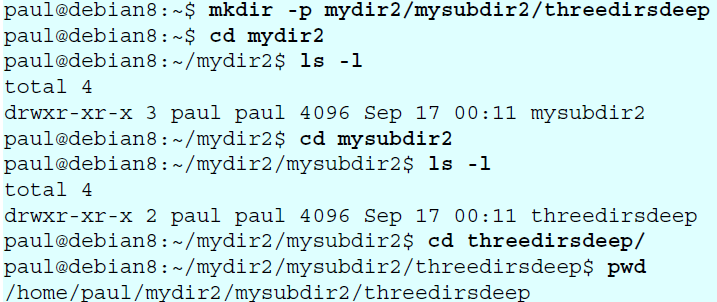 paul@debian8:~$ mkdir -p mydir2/mysubdir2/threedirsdeep
paul@debian8:~$ cd mydir2
paul@debian8:~/mydir2$ ls -l
total 4
drwxr-xr-x 3 paul paul 4096 Sep 17 00:11 mysubdir2
paul@debian8:~/mydir2$ cd mysubdir2
paul@debian8:~/mydir2/mysubdir2$ ls -l
total 4
drwxr-xr-x 2 paul paul 4096 Sep 17 00:11 threedirsdeep
paul@debian8:~/mydir2/mysubdir2$ cd threedirsdeep/
paul@debian8:~/mydir2/mysubdir2/threedirsdeep$ pwd
/home/paul/mydir2/mysubdir2/threedirsdeep